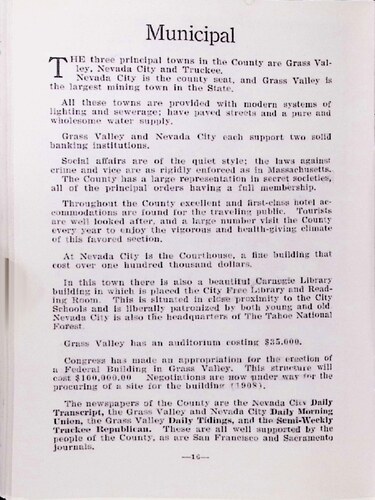 Municipal
THE three principal towns in the County are Grass Val-
ley, Nevada City and Truckee.
Nevada City is the county seat, and Grass Valley is
the largest mining town in the State.
All these towns are provided with modern systems of
lighting and sewerage; have paved streets and a pure and
wholesome water supply.
Grass Valley and Nevada City each support two solid
banking institutions.
Social affairs are of the quiet style; the laws against
crime and vice are as rigidly enforced as in Massachusetts.
The County has a large representation in secret societies,
all of the principal orders having a full membership.
Throughout the County excellent and first-class hotel ac-
commodations are found for the traveling public. Tourists
are well looked after, and a large number visit the County
every year to enjoy the vigorous and health-giving climate
of this favored section.
At Nevada City is the Courthouse, a fine building that
cost over one hundred thousand dollars.
In this town there is also a beautiful Carnegie Library
building in which is placed the City Free Library and Read-
ing Room. This is situated in close proximity to the City
Schools and is liberally patronized by both young and old.
Nevada City is also the headquarters of The Tahoe National
Forest.
Grass Valley has an auditorium costing $35,000.
Congress has made an appropriation for the erection of
a Federal Building in Grass Valley. This structure will
cost $100,000.00 Negotiations are now under way for the
procuring of a site for the building (1908).
The newspapers of the County are the Nevada City Daily
Transcript, the Grass Valley and Nevada City Daily Morning
Union, the Grass Valley Daily Tidings, and the Semi-Weekly
Truckee Republican. These are all well supported by the
people of the County, as are San Francisco and Sacramento
journals.
—16—